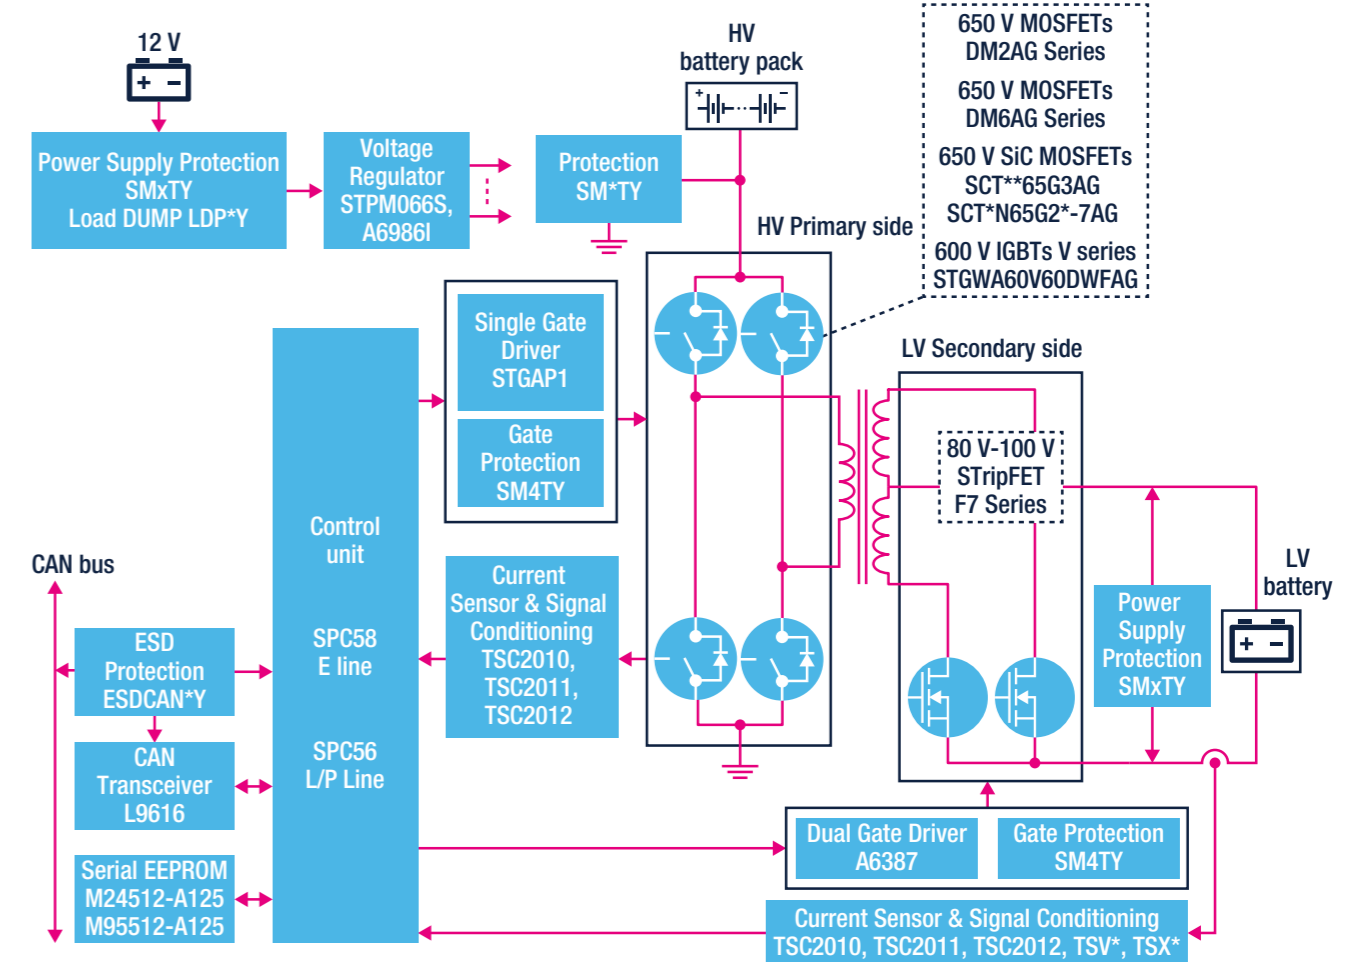 12 V
+ −
Power Supply Protection
SMxTY
Load DUMP LDP*Y
Voltage
Regulator
STPM066S,
A6986I
Protection
SM*TY
HV
battery pack
+ −
650 V MOSFETs
DM2AG Series
650 V MOSFETs
DM6AG Series
650 V SiC MOSFETs
SCT**65G3AG
SCT*N65G2*-7AG
600 V IGBTs V series
STGWA60V60DWFAG
HV Primary side
Single Gate
Driver
STGAP1
Gate
Protection
SM4TY
LV Secondary side
80 V-100 V
STripFET
F7 Series
Control
unit
SPC58
E line
SPC56
L/P Line
Current
Sensor & Signal
Conditioning
TSC2010,
TSC2011,
TSC2012
CAN bus
ESD
Protection
ESDCAN*Y
CAN
Transceiver
L9616
Serial EEPROM
M24512-A125
M95512-A125
Power
Supply
Protection
SMxTY
LV
battery
+ −
Dual Gate Driver
A6387
Gate Protection
SM4TY
Current Sensor & Signal Conditioning
TSC2010, TSC2011, TSC2012, TSV*, TSX*